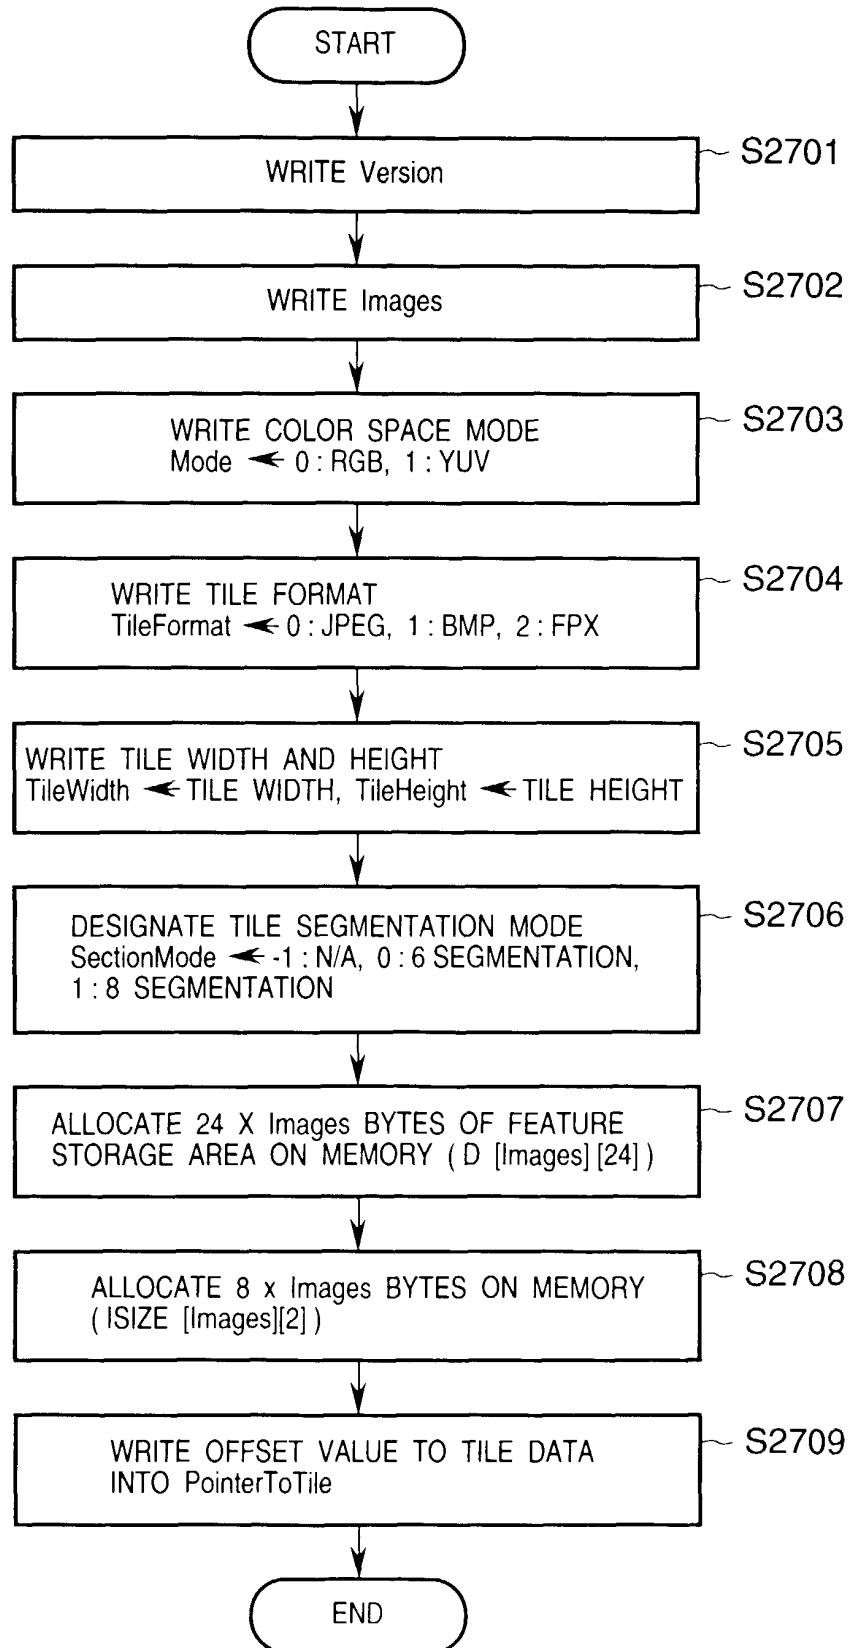 START
WRITE Version
S2701
WRITE Images
S2702
WRITE COLOR SPACE MODE
Mode ← 0 : RGB, 1 : YUV
S2703
WRITE TILE FORMAT
TileFormat ← 0 : JPEG, 1 : BMP, 2 : FPX
S2704
WRITE TILE WIDTH AND HEIGHT
TileWidth ← TILE WIDTH, TileHeight ← TILE HEIGHT
S2705
DESIGNATE TILE SEGMENTATION MODE
SectionMode ← -1 : N/A, 0 : 6 SEGMENTATION,
1 : 8 SEGMENTATION
S2706
ALLOCATE 24 X Images BYTES OF FEATURE
STORAGE AREA ON MEMORY ( D [Images] [24] )
S2707
ALLOCATE 8 x Images BYTES ON MEMORY
( ISIZE [Images][2] )
S2708
WRITE OFFSET VALUE TO TILE DATA
INTO PointerToTile
S2709
END